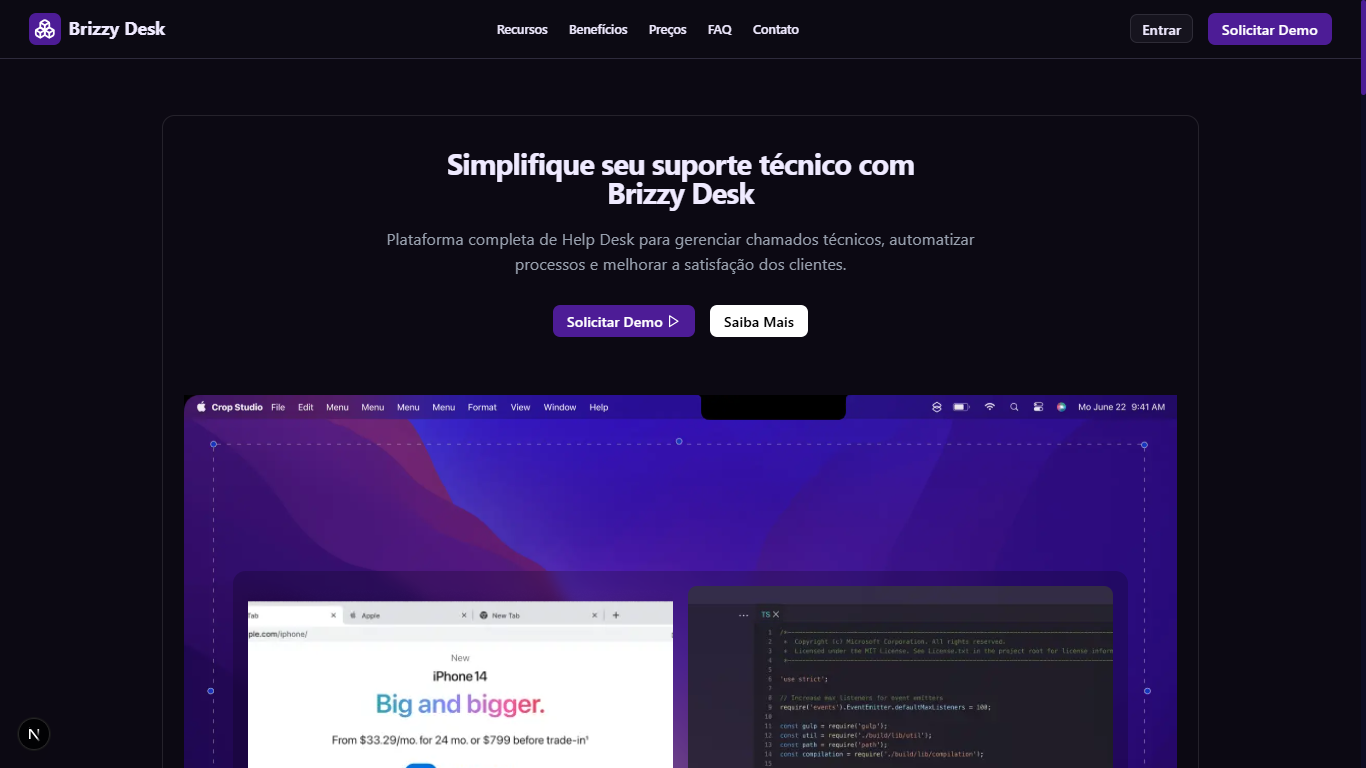 Brizzy Desk
Recursos Benefícios Preços FAQ Contato
Entrar Solicitar Demo
Simplifique seu suporte técnico com
Brizzy Desk
Plataforma completa de Help Desk para gerenciar chamados técnicos, automatizar
processos e melhorar a satisfação dos clientes.
Solicitar Demo Saiba Mais
Crop Studio File Edit Menu Menu Menu Menu Format View Window Help
Mo June 22 9:41 AM
Tab Apple New Tab
ple.com/iphone/
New
iPhone 14
Big and bigger.
From $33.29/mo. for 24 mo. or $799 before trade-in¹
TS
1 /*
2 * Copyright (c) Microsoft Corporation. All rights reserved.
3 * Licensed under the MIT License. See License.txt in the project root for license inform
4 *
5
6 'use strict';
7
8 // Increase max listeners for event emitters
9 require('events').EventEmitter.defaultMaxListeners = 100;
10
11 const gulp = require('gulp');
12 const util = require('./build/lib/util');
13 const path = require('path');
14 const compilation = require('./build/lib/compilation');
15
N